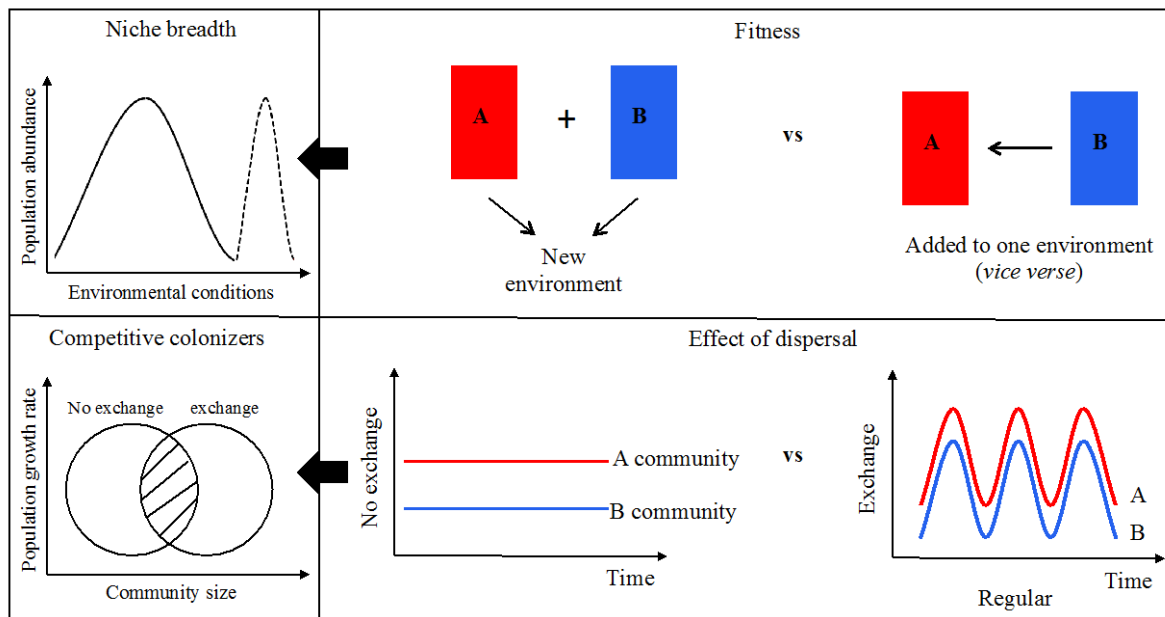 Niche breadth
Population abundance
Environmental conditions
Fitness
A
+
B
New
environment
vs
A
B
Added to one environment
(vice verse)
Competitive colonizers
Population growth rate
No exchange
exchange
Community size
Effect of dispersal
No exchange
A community
B community
Time
vs
Exchange
A
B
Time
Regular